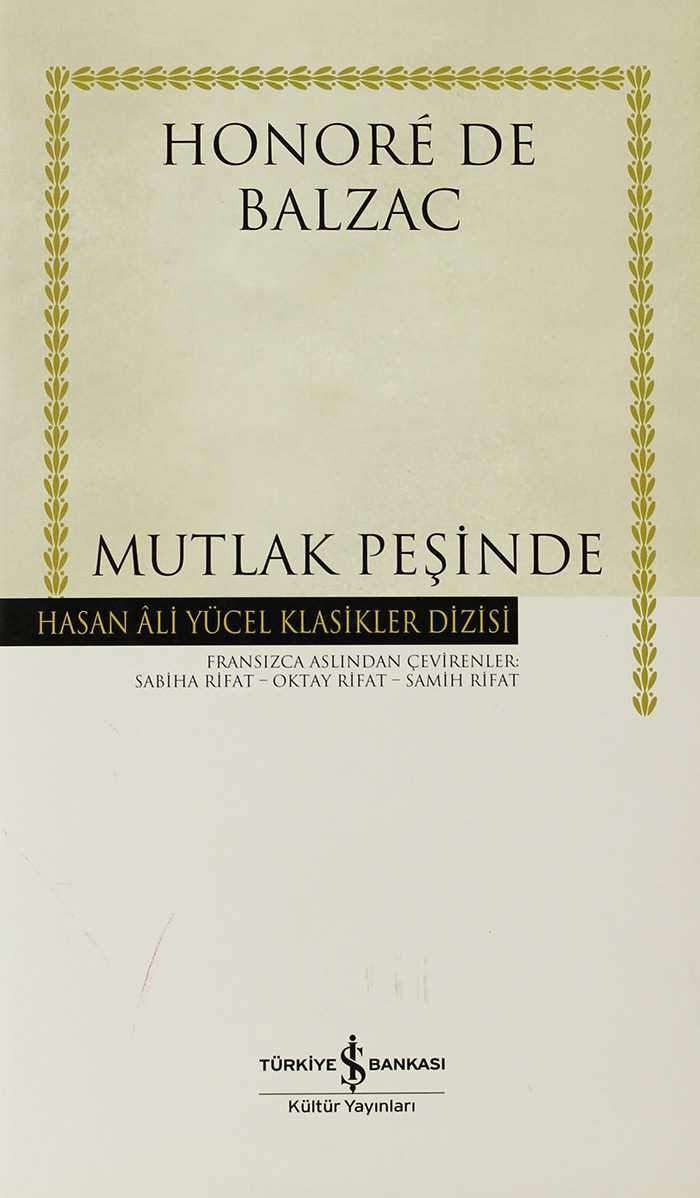 HONORÉ DE
BALZAC
MUTLAK PEŞİNDE
HASAN ÂLİ YÜCEL KLASİKLER DİZİSİ
FRANSIZCA ASLINDAN ÇEVİRENLER:
SABİHA RİFAT – OKTAY RİFAT – SAMİH RİFAT
TÜRKİYE İŞ BANKASI
Kültür Yayınları